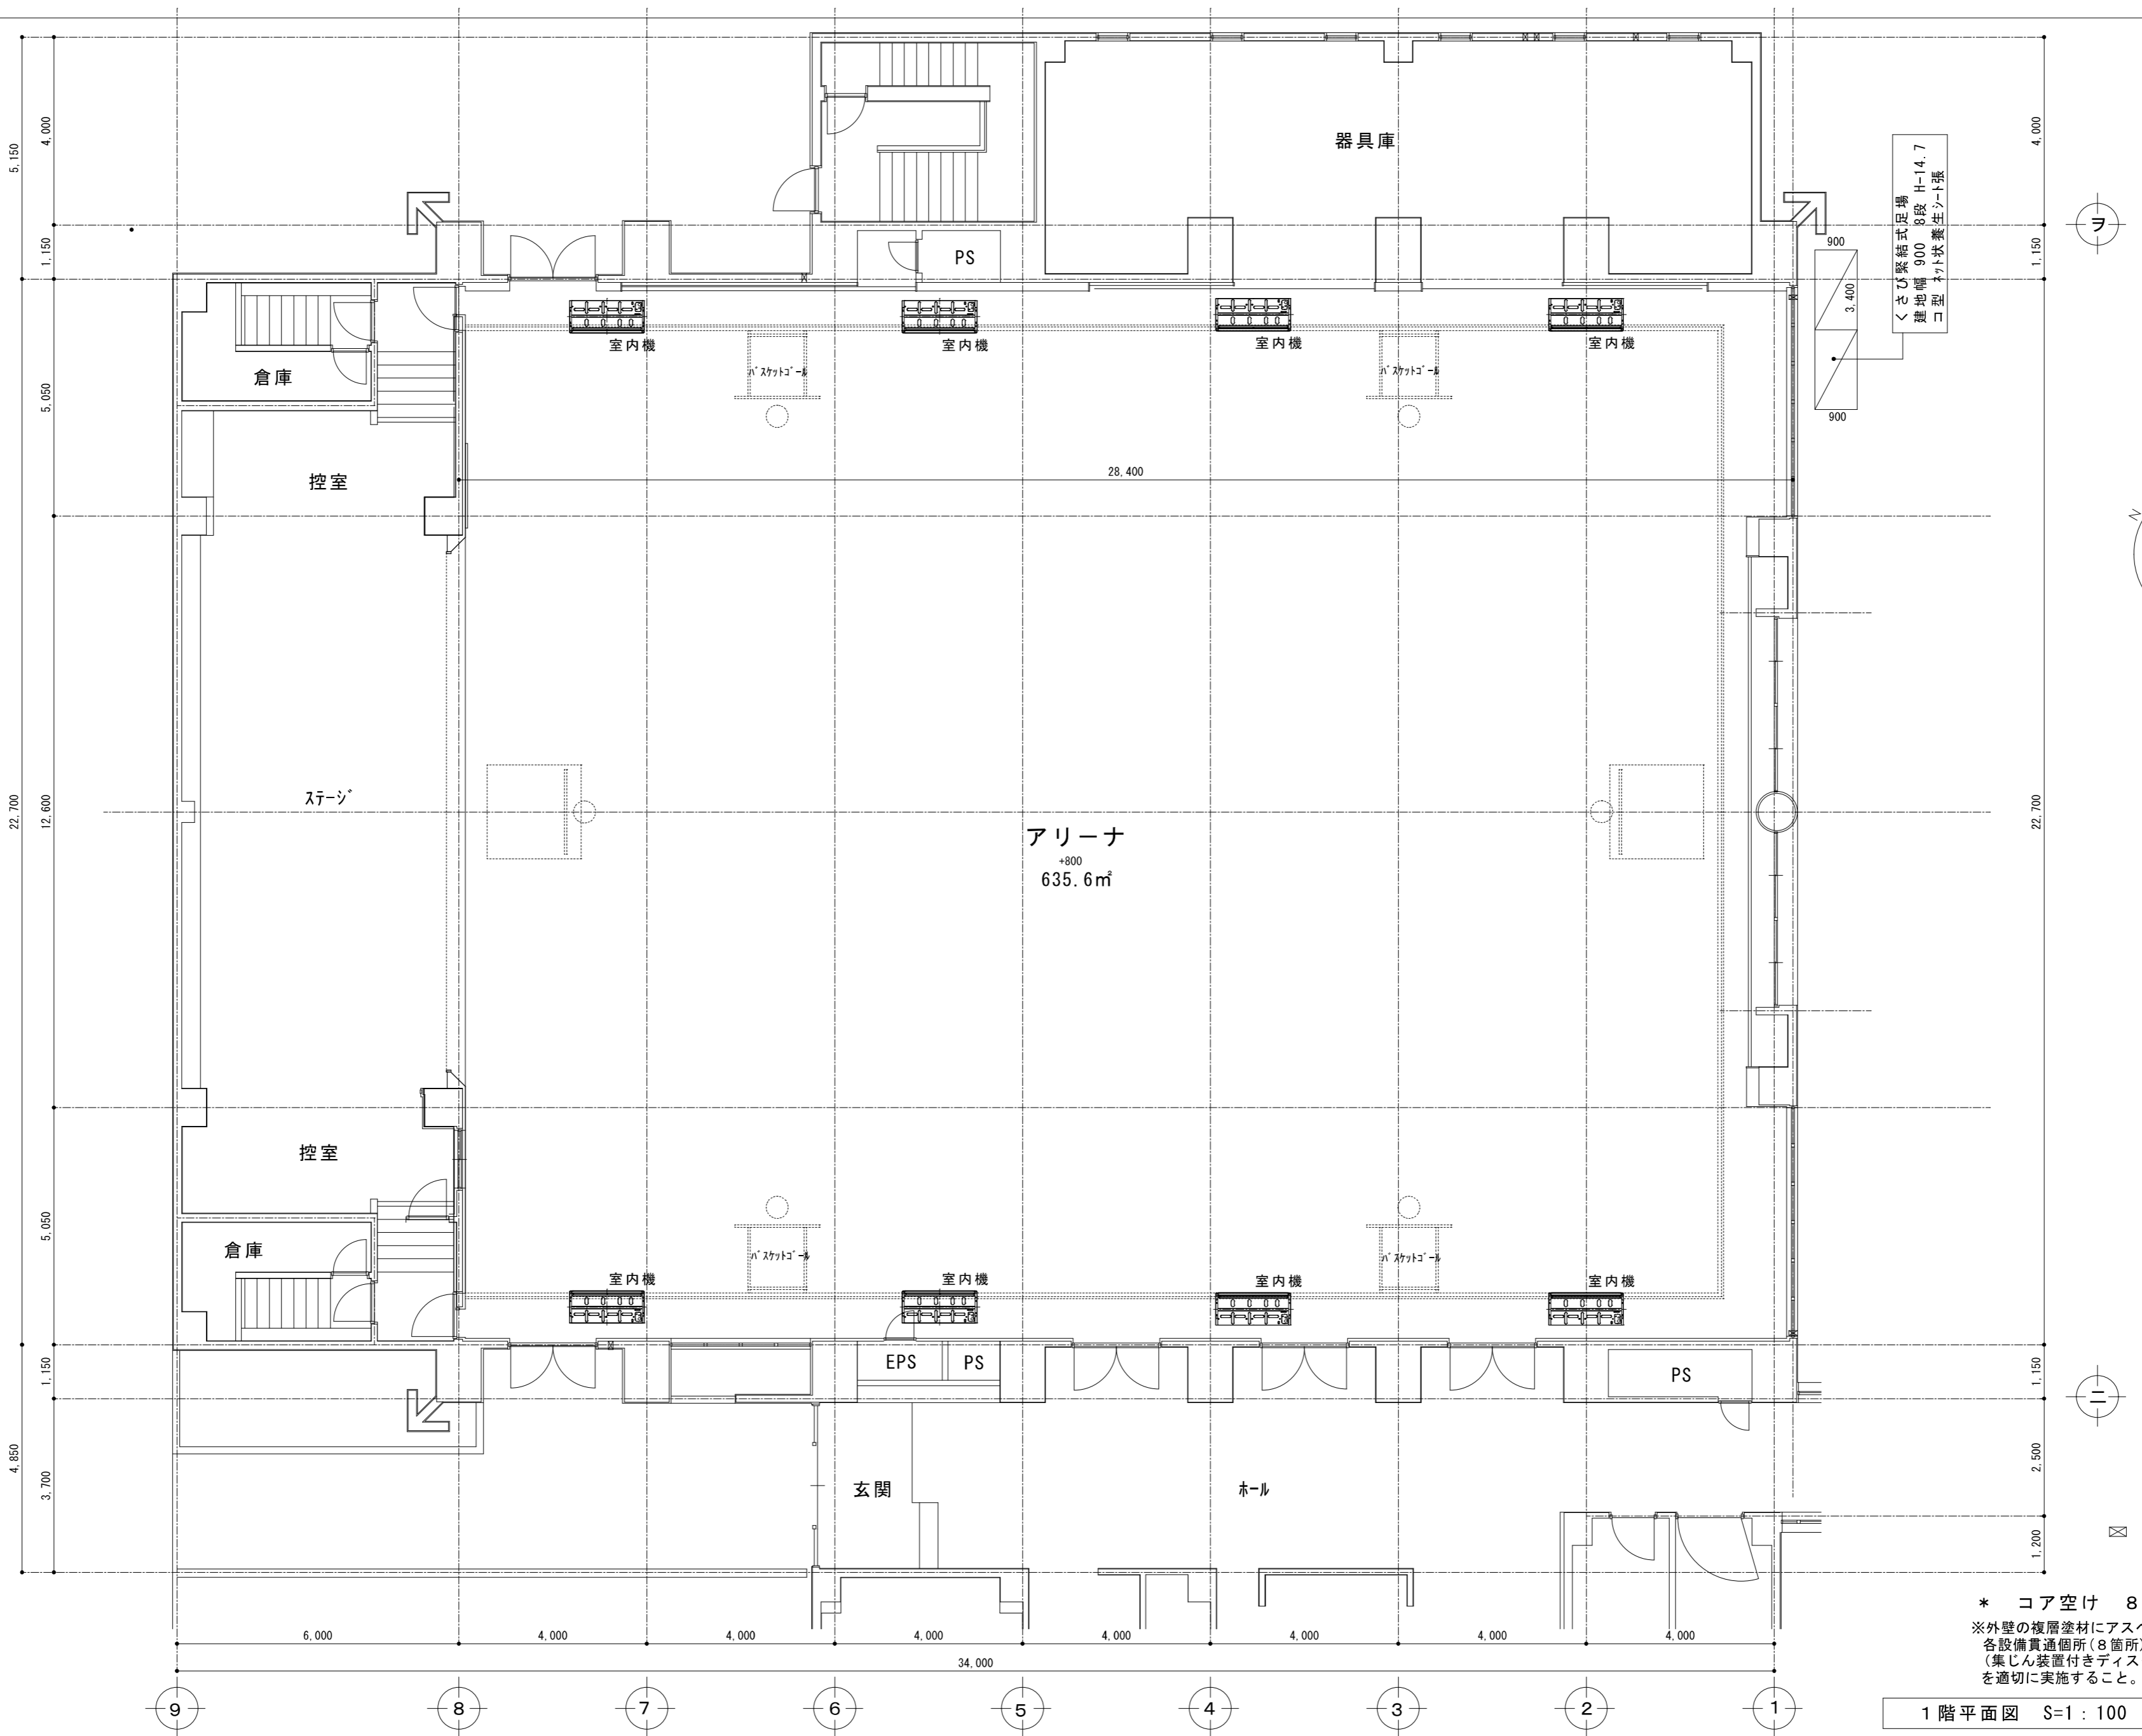 5,150
4,000
1,150
5,050
22,700
12,600
5,050
1,150
4,850
3,700
器具庫
PS
室内機
室内機
室内機
室内機
倉庫
バスケットゴール
バスケットゴール
控室
28,400
ステージ
アリーナ
+800
635.6㎡
控室
倉庫
バスケットゴール
バスケットゴール
室内機
室内機
室内機
室内機
EPS
PS
PS
玄関
ホール
くさび緊結式足場
建地幅 900 8段 H-14.7
コ型 ネット状養生シート張
900
3,400
900
4,000
1,150
22,700
1,150
2,500
1,200
ヲ
ニ
N
6,000
4,000
4,000
4,000
4,000
4,000
4,000
4,000
34,000
9
8
7
6
5
4
3
2
1
* コア空け 8
※外壁の複層塗材にアスベ
各設備貫通個所(8箇所)
(集じん装置付きディス
を適切に実施すること。
1階平面図 S=1:100